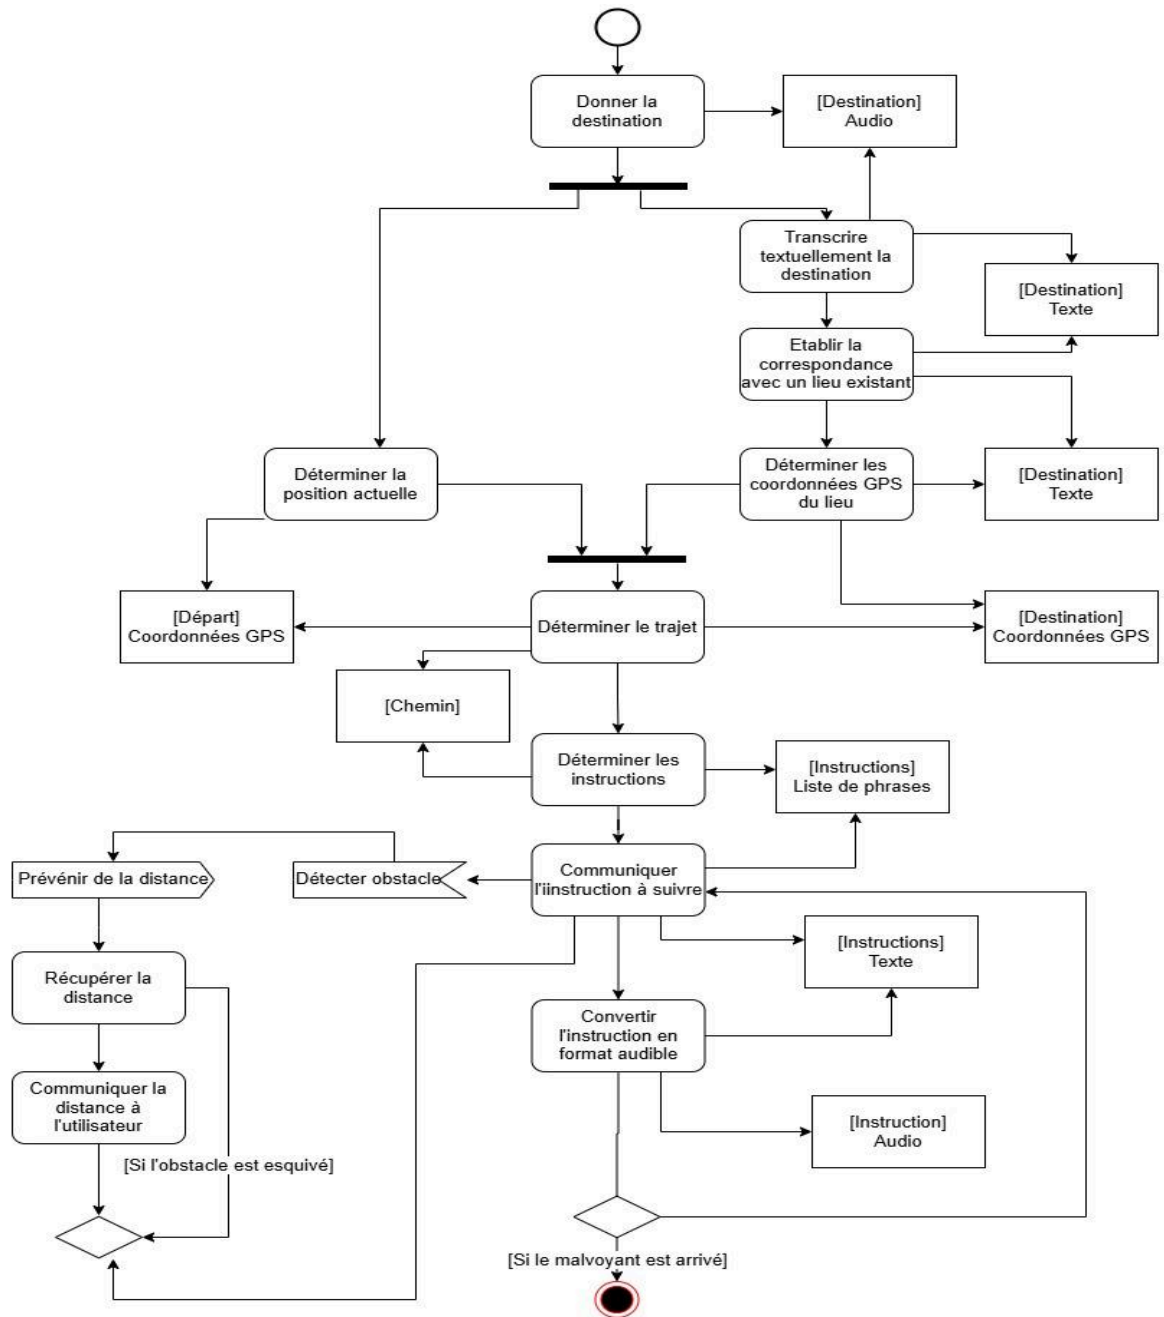 Donner la
destination
[Destination]
Audio
Transcrire
textuellement la
destination
[Destination]
Texte
Etablir la
correspondance
avec un lieu existant
Déterminer la
position actuelle
Déterminer les
coordonnées GPS
du lieu
[Destination]
Texte
[Départ]
Coordonnées GPS
Déterminer le trajet
[Destination]
Coordonnées GPS
[Chemin]
Déterminer les
instructions
[Instructions]
Liste de phrases
Prévénir de la distance
Détecter obstacle
Communiquer
l'iinstruction à suivre
[Instructions]
Texte
Récupérer la
distance
Convertir
l'instruction en
format audible
Communiquer la
distance à
l'utilisateur
[Instruction]
Audio
[Si l'obstacle est esquivé]
[Si le malvoyant est arrivé]